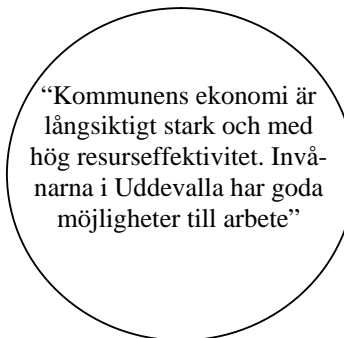 “Kommunens ekonomi är
långsiktigt stark och med
hög resurseffektivitet. Invå-
narna i Uddevalla har goda
möjligheter till arbete”